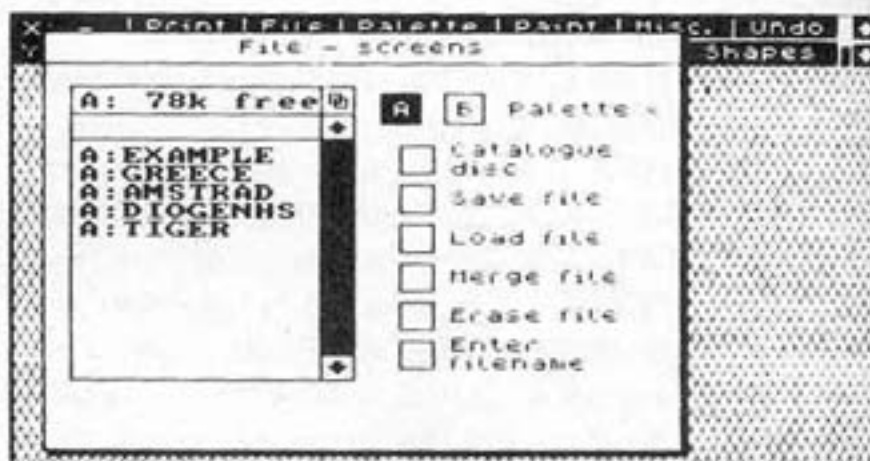 X Print File Palette Paint Misc. Undo
Y Shapes
File - screens
A: 78k free
A B Palette
A:EXAMPLE
A:GREECE
A:AMSTRAD
A:DIOGENHS
A:TIGER
Catalogue
disc
Save file
Load file
Merge file
Erase file
Enter
filename